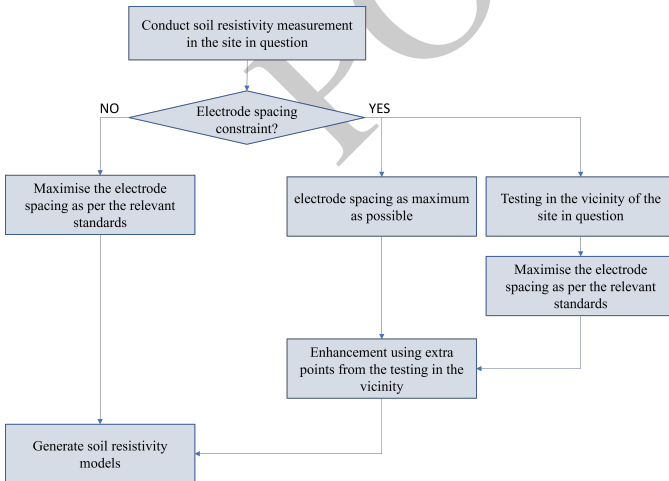 Conduct soil resistivity measurement
in the site in question
Electrode spacing
constraint?
NO
YES
Maximise the electrode
spacing as per the relevant
standards
electrode spacing as maximum
as possible
Testing in the vicinity of the
site in question
Maximise the electrode
spacing as per the relevant
standards
Enhancement using extra
points from the testing in the
vicinity
Generate soil resistivity
models